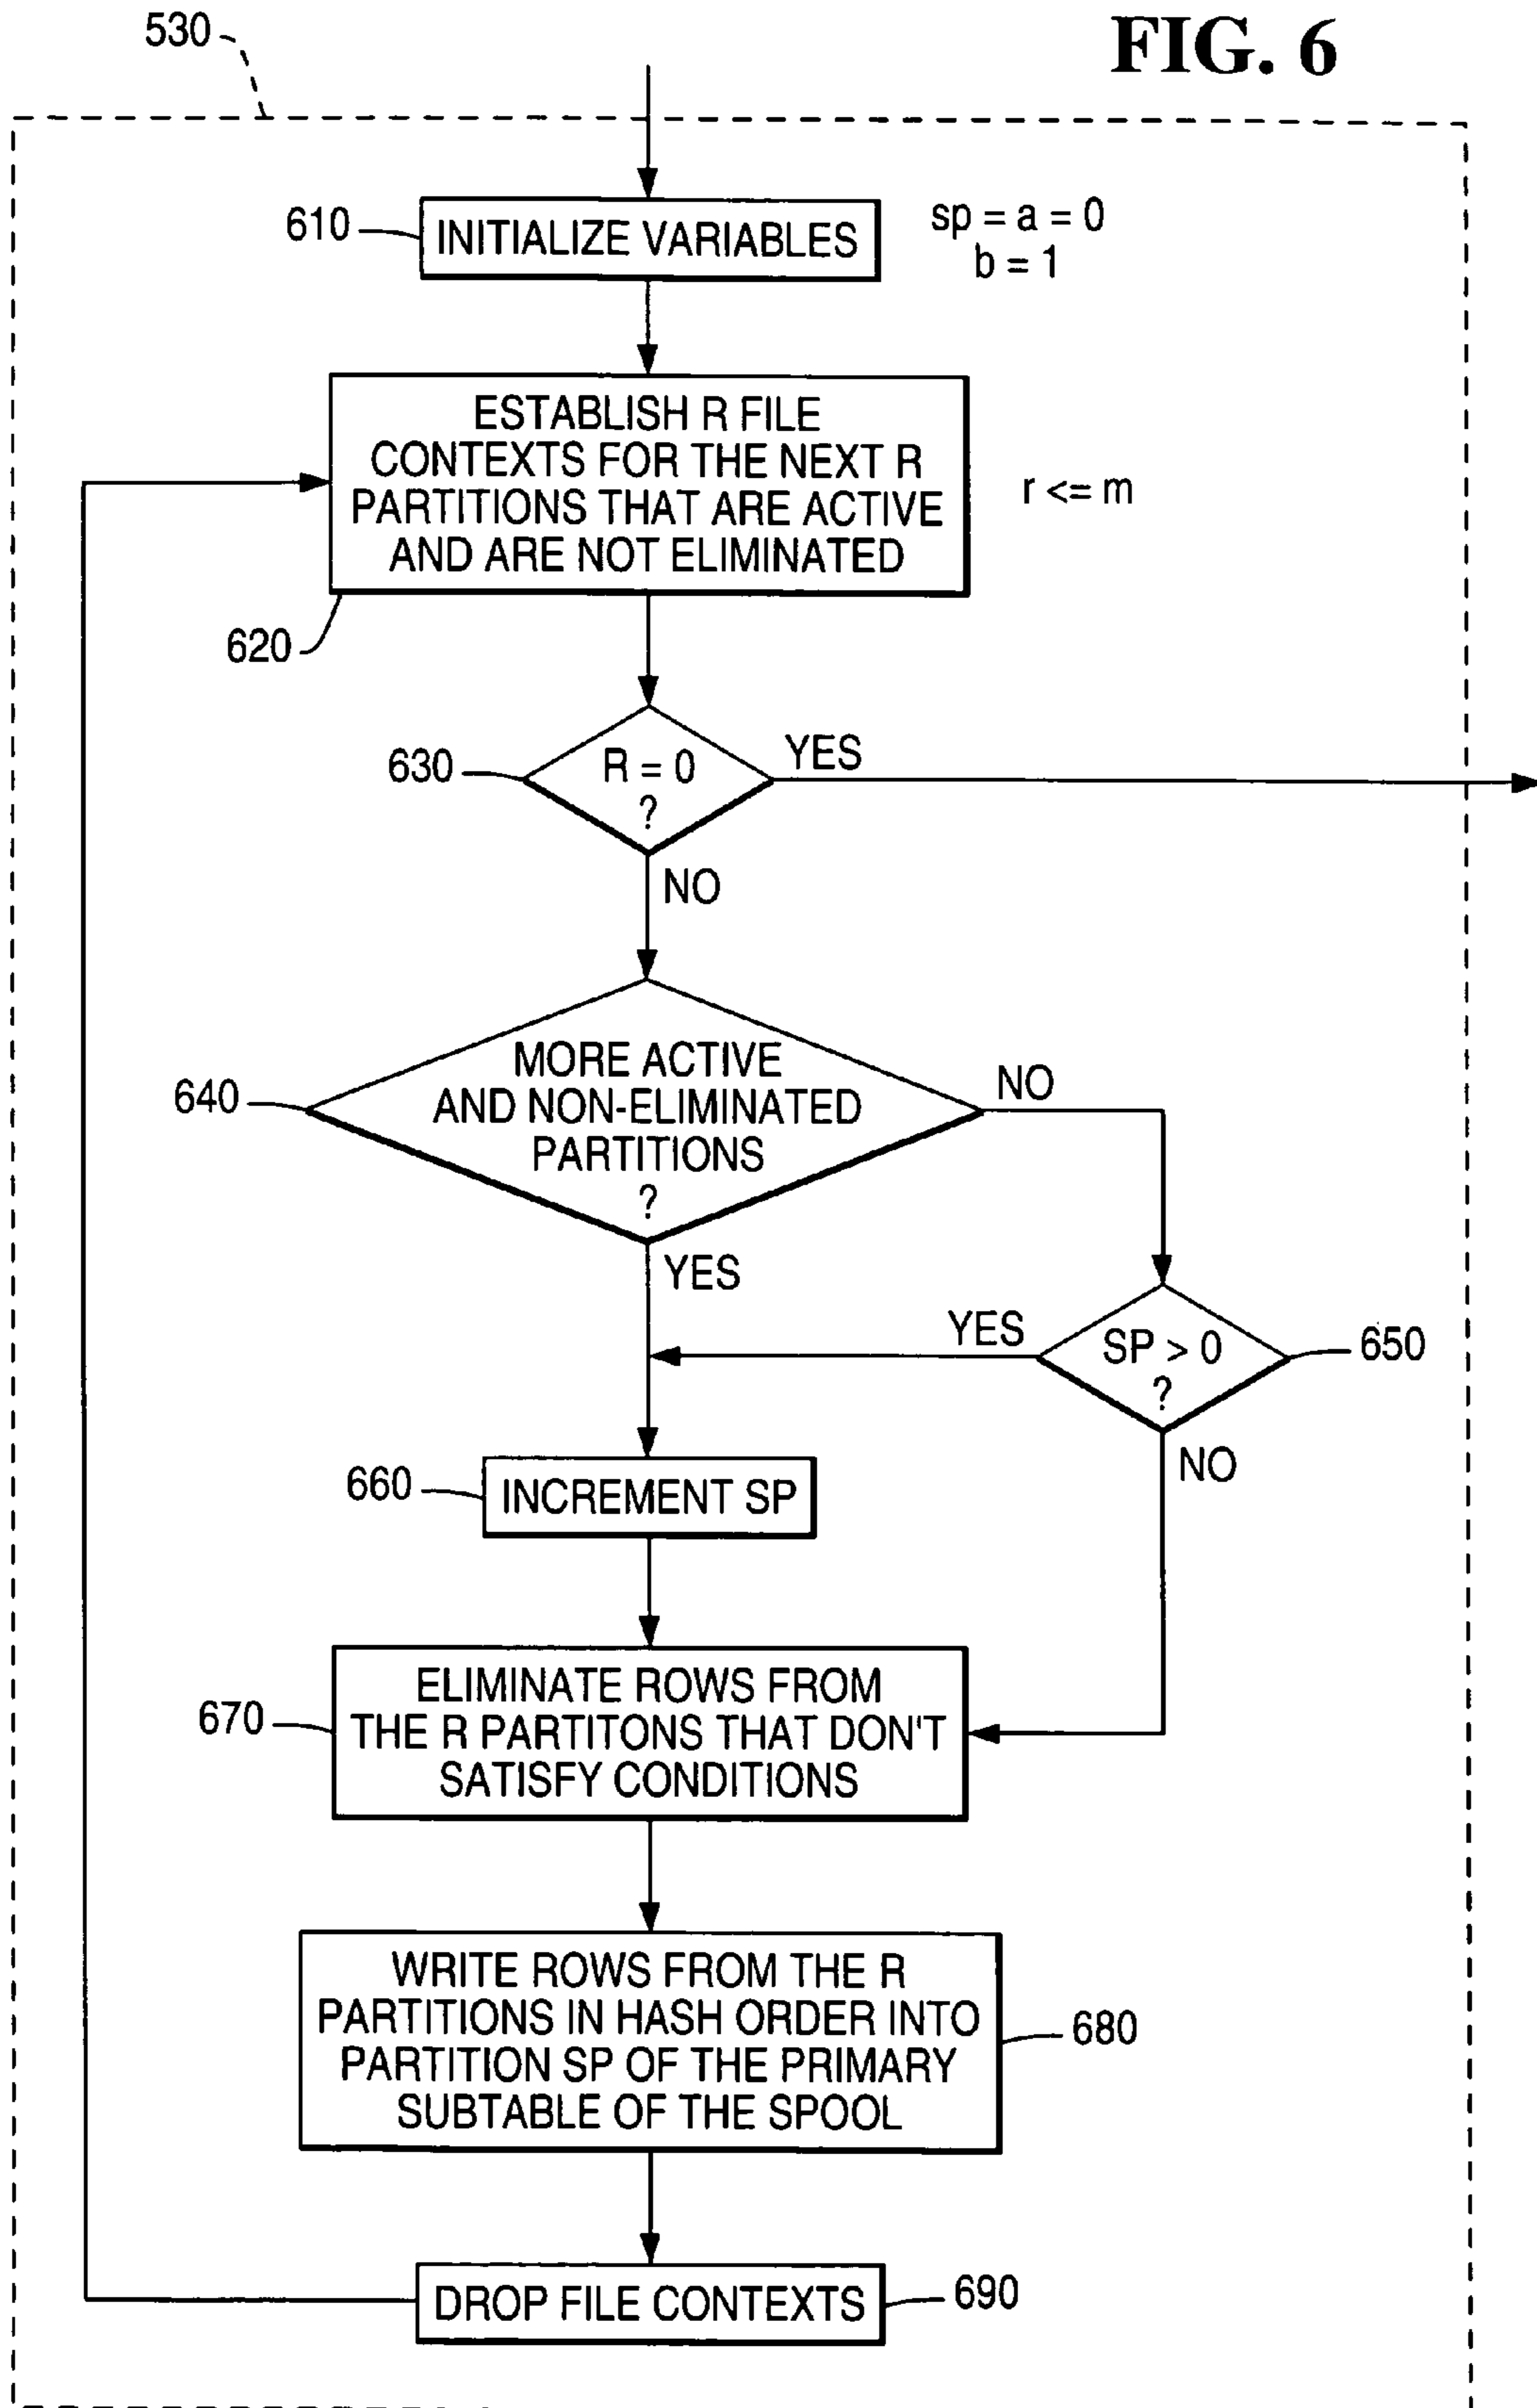 530
FIG. 6
610
INITIALIZE VARIABLES
sp = a = 0
b = 1
ESTABLISH R FILE
CONTEXTS FOR THE NEXT R
PARTITIONS THAT ARE ACTIVE
AND ARE NOT ELIMINATED
r <= m
620
630
R = 0
?
YES
NO
640
MORE ACTIVE
AND NON-ELIMINATED
PARTITIONS
?
NO
YES
YES
SP > 0
?
650
NO
660
INCREMENT SP
670
ELIMINATE ROWS FROM
THE R PARTITONS THAT DON'T
SATISFY CONDITIONS
WRITE ROWS FROM THE R
PARTITIONS IN HASH ORDER INTO
PARTITION SP OF THE PRIMARY
SUBTABLE OF THE SPOOL
680
DROP FILE CONTEXTS
690